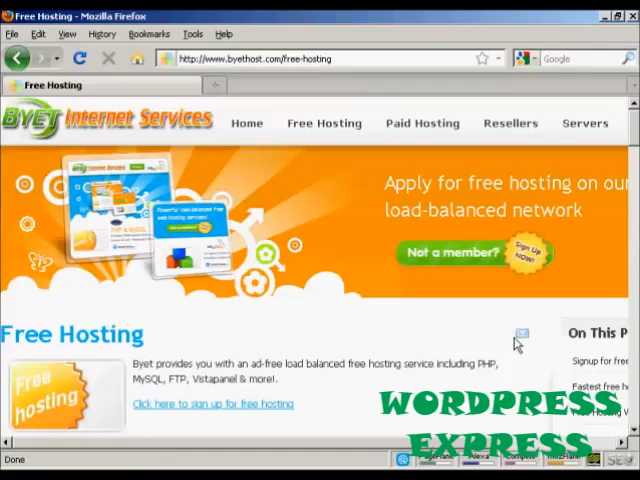 Free Hosting - Mozilla Firefox
File Edit View History Bookmarks Tools Help
http://www.byethost.com/free-hosting
Google
Free Hosting
BYET Internet Services
Home Free Hosting Paid Hosting Resellers Servers
Apply for free hosting on our
load-balanced network
Not a member? Sign Up NOW!
Free Hosting
On This P
Byet provides you with an ad-free load balanced free hosting service including PHP,
MySQL, FTP, Vistapanel & more!.
Click here to sign up for free hosting
Free hosting
Signup for free
Fastest free h
WORDPRESS
EXPRESS
Done